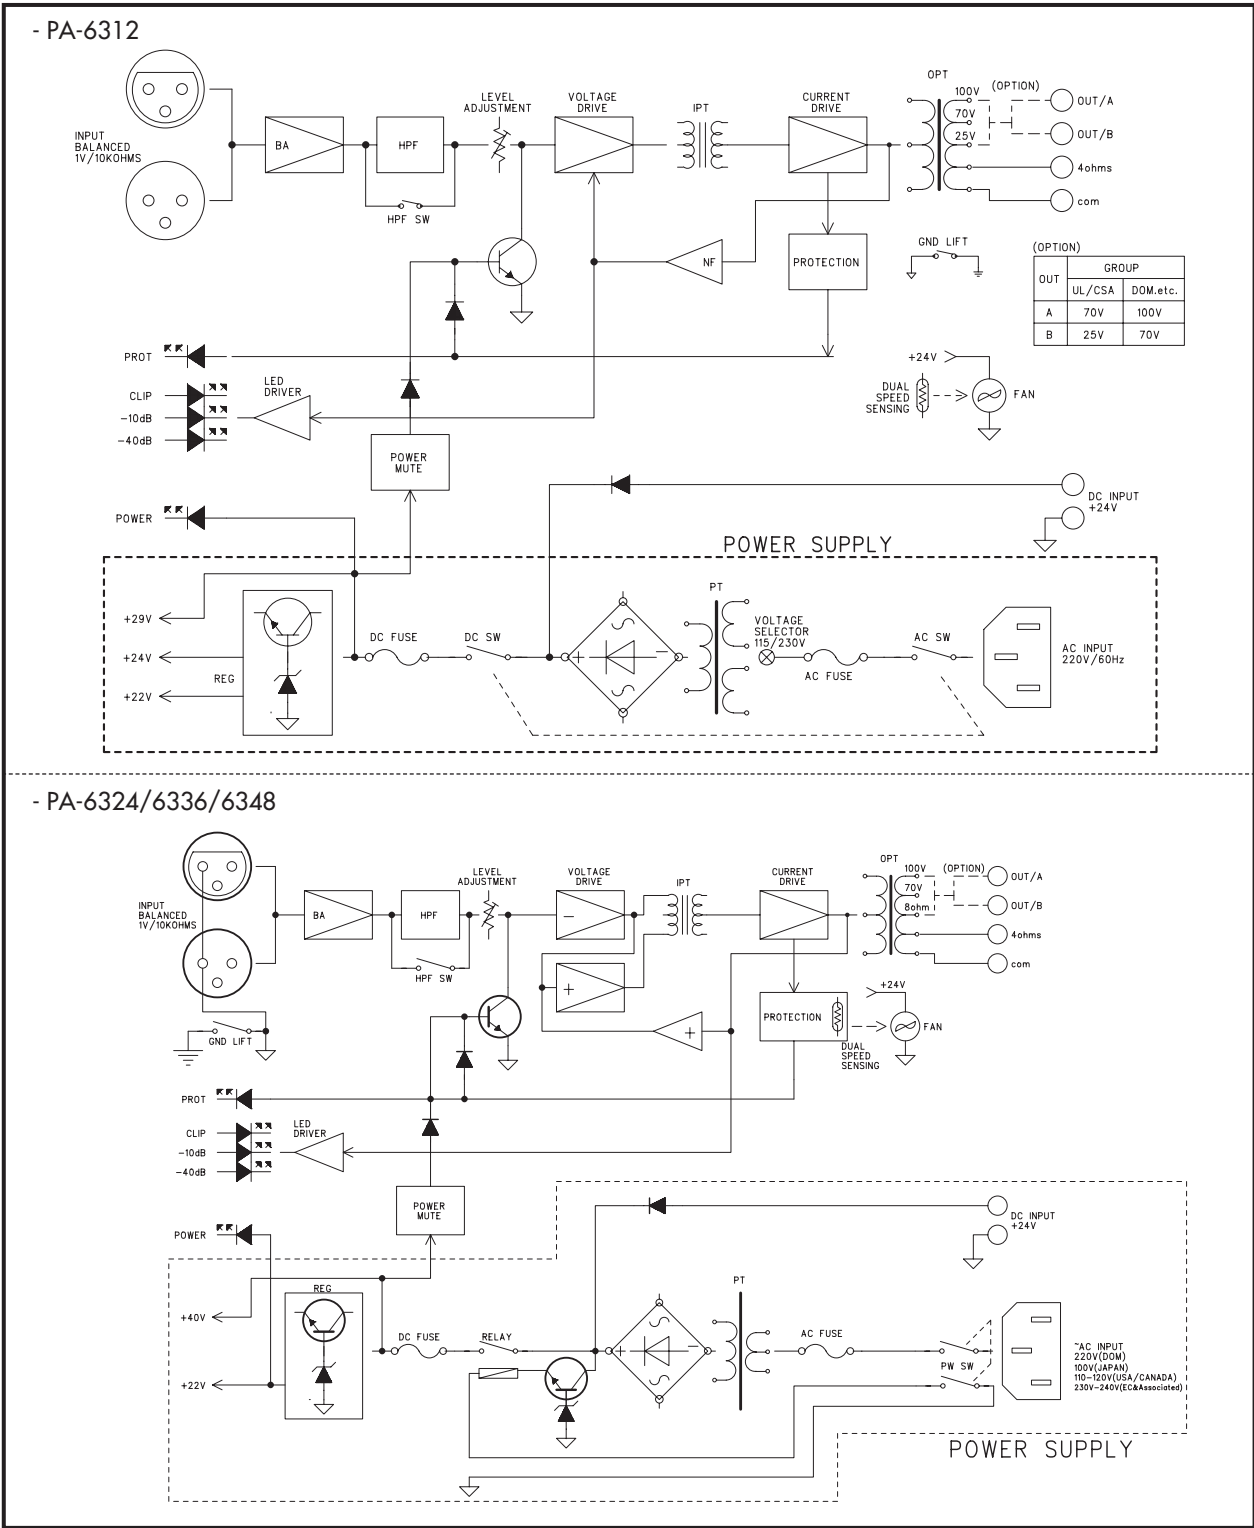 - PA-6312
OPT
100V
(OPTION)
OUT/A
70V
25V
OUT/B
4ohms
com
LEVEL
ADJUSTMENT
VOLTAGE
DRIVE
IPT
CURRENT
DRIVE
INPUT
BALANCED
1V/10KOHMS
BA
HPF
HPF SW
NF
PROTECTION
GND LIFT
(OPTION)
OUT
GROUP
UL/CSA
DOM.etc.
A
70V
100V
B
25V
70V
PROT
CLIP
-10dB
-40dB
LED
DRIVER
+24V
DUAL
SPEED
SENSING
FAN
POWER
MUTE
DC INPUT
+24V
POWER
POWER SUPPLY
+29V
+24V
+22V
REG
DC FUSE
DC SW
+
−
PT
VOLTAGE
SELECTOR
115/230V
AC FUSE
AC SW
AC INPUT
220V/60Hz
- PA-6324/6336/6348
OPT
100V
(OPTION)
OUT/A
70V
8ohm
OUT/B
4ohms
com
LEVEL
ADJUSTMENT
VOLTAGE
DRIVE
IPT
CURRENT
DRIVE
INPUT
BALANCED
1V/10KOHMS
BA
HPF
−
HPF SW
+
+
GND LIFT
PROTECTION
+24V
FAN
DUAL
SPEED
SENSING
PROT
CLIP
-10dB
-40dB
LED
DRIVER
POWER
MUTE
DC INPUT
+24V
POWER
+40V
+22V
REG
DC FUSE
RELAY
+
−
PT
AC FUSE
PW SW
~AC INPUT
220V(DOM)
100V(JAPAN)
110-120V(USA/CANADA)
230V-240V(EC&Associated)
POWER SUPPLY